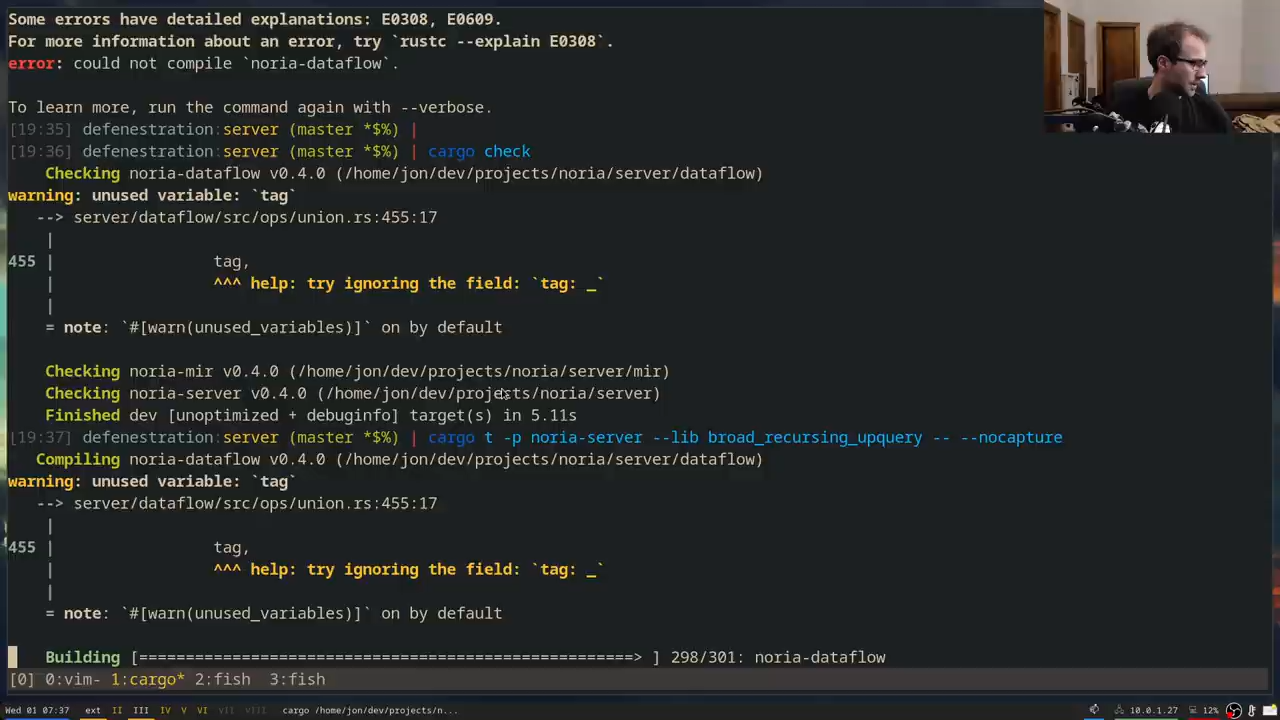 Some errors have detailed explanations: E0308, E0609.
For more information about an error, try `rustc --explain E0308`.
error: could not compile `noria-dataflow`.
To learn more, run the command again with --verbose.
[19:35] defenestration:server (master *$%) |
[19:36] defenestration:server (master *$%) | cargo check
Checking noria-dataflow v0.4.0 (/home/jon/dev/projects/noria/server/dataflow)
warning: unused variable: `tag`
--> server/dataflow/src/ops/union.rs:455:17
|
455 | tag,
| ^^^ help: try ignoring the field: `tag: _`
|
= note: `#[warn(unused_variables)]` on by default
Checking noria-mir v0.4.0 (/home/jon/dev/projects/noria/server/mir)
Checking noria-server v0.4.0 (/home/jon/dev/projects/noria/server)
Finished dev [unoptimized + debuginfo] target(s) in 5.11s
[19:37] defenestration:server (master *$%) | cargo t -p noria-server --lib broad_recursing_upquery -- --nocapture
Compiling noria-dataflow v0.4.0 (/home/jon/dev/projects/noria/server/dataflow)
warning: unused variable: `tag`
--> server/dataflow/src/ops/union.rs:455:17
|
455 | tag,
| ^^^ help: try ignoring the field: `tag: _`
|
= note: `#[warn(unused_variables)]` on by default
Building [======================================================> ] 298/301: noria-dataflow
[0] 0:vim- 1:cargo* 2:fish 3:fish
Wed 01 07:37 ext II III IV V VI VII VIII cargo /home/jon/dev/projects/n... 10.0.1.27 12%